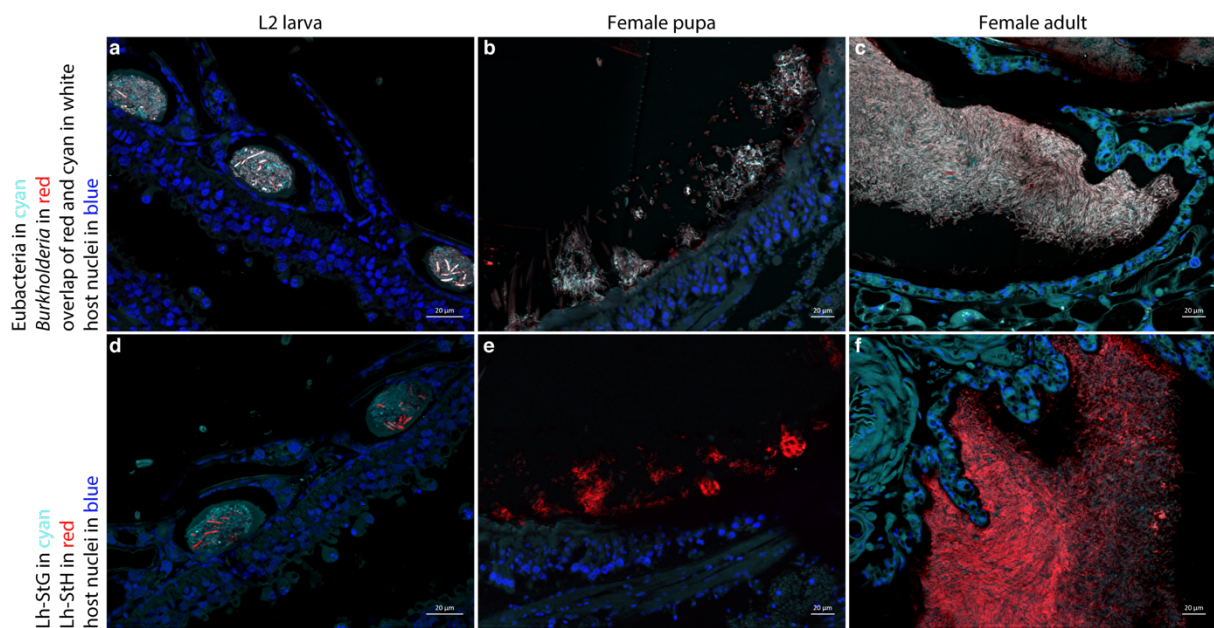 L2 larva
Female pupa
Female adult
Eubacteria in cyan
Burkholderia in red
overlap of red and cyan in white
host nuclei in blue
a
20 µm
b
20 µm
c
20 µm
Lh-StG in cyan
Lh-StH in red
host nuclei in blue
d
20 µm
e
20 µm
f
20 µm